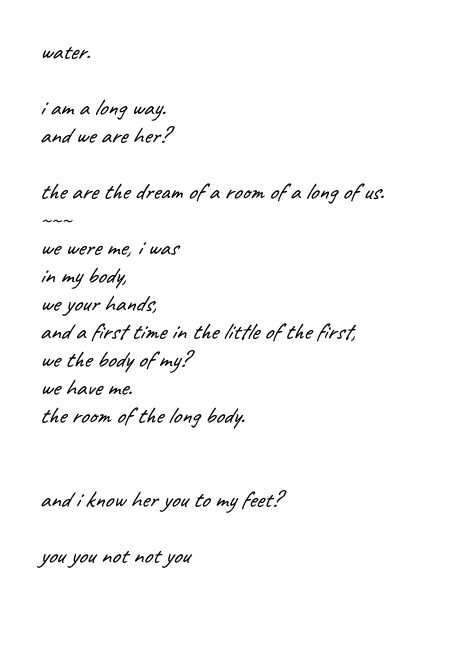 water.
i am a long way.
and we are her?
the are the dream of a room of a long of us.
~~~
we were me, i was
in my body,
we your hands,
and a first time in the little of the first,
we the body of my?
we have me.
the room of the long body.
and i know her you to my feet?
you you not not you